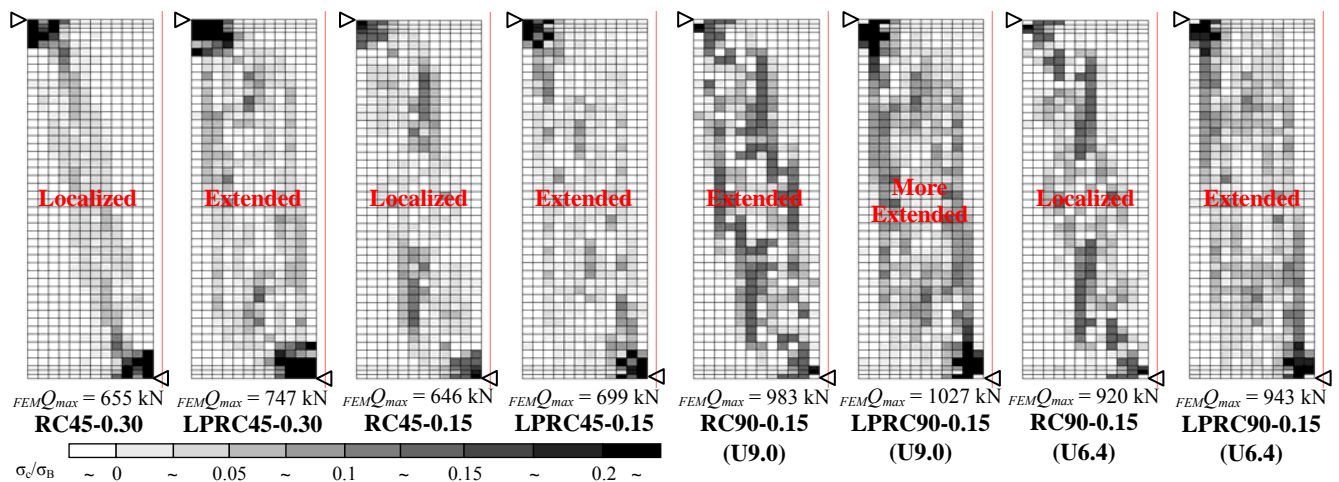 Localized
Extended
Localized
Extended
Extended
More
Extended
Localized
Extended
FEMQmax = 655 kN
RC45-0.30
FEMQmax = 747 kN
LPRC45-0.30
FEMQmax = 646 kN
RC45-0.15
FEMQmax = 699 kN
LPRC45-0.15
FEMQmax = 983 kN
RC90-0.15
(U9.0)
FEMQmax = 1027 kN
LPRC90-0.15
(U9.0)
FEMQmax = 920 kN
RC90-0.15
(U6.4)
FEMQmax = 943 kN
LPRC90-0.15
(U6.4)
σc/σB ~ 0 ~ 0.05 ~ 0.1 ~ 0.15 ~ 0.2 ~